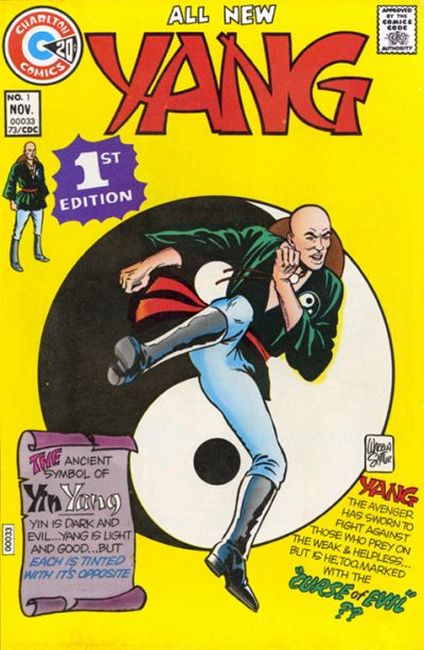 ALL NEW
YANG
CHARLTON
COMICS
C 20¢
APPROVED
BY THE
COMICS
CODE
AUTHORITY
NO. 1
NOV.
00033
73/CDC
1ST
EDITION
THE ANCIENT
SYMBOL OF
Yin Yang
YIN IS DARK AND
EVIL...YANG IS LIGHT
AND GOOD...BUT
EACH IS TINTED
WITH IT'S OPPOSITE
00033
WARREN
SATTLER
YANG
THE AVENGER,
HAS SWORN TO
FIGHT AGAINST
THOSE WHO PREY ON
THE WEAK & HELPLESS...
BUT IS HE, TOO, MARKED
WITH THE
"CURSE of EVIL"
??